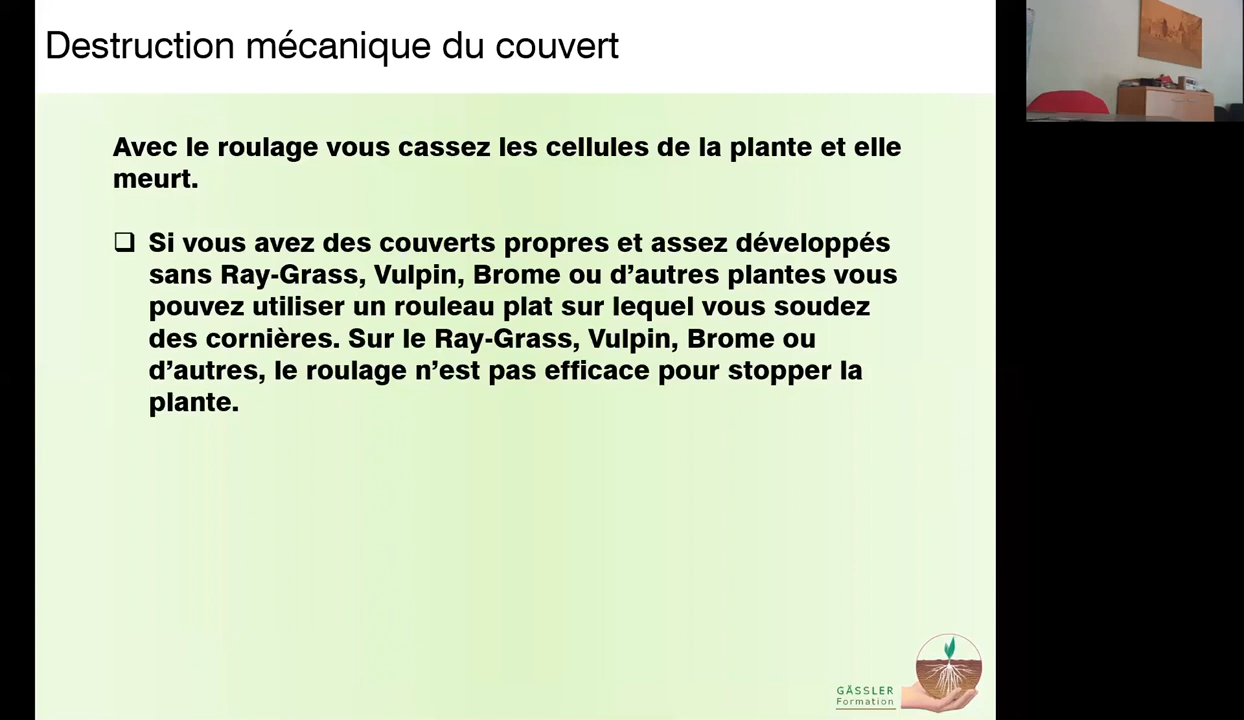 Destruction mécanique du couvert
Avec le roulage vous cassez les cellules de la plante et elle
meurt.
❑ Si vous avez des couverts propres et assez développés
sans Ray-Grass, Vulpin, Brome ou d’autres plantes vous
pouvez utiliser un rouleau plat sur lequel vous soudez
des cornières. Sur le Ray-Grass, Vulpin, Brome ou
d’autres, le roulage n’est pas efficace pour stopper la
plante.
GÄSSLER
Formation